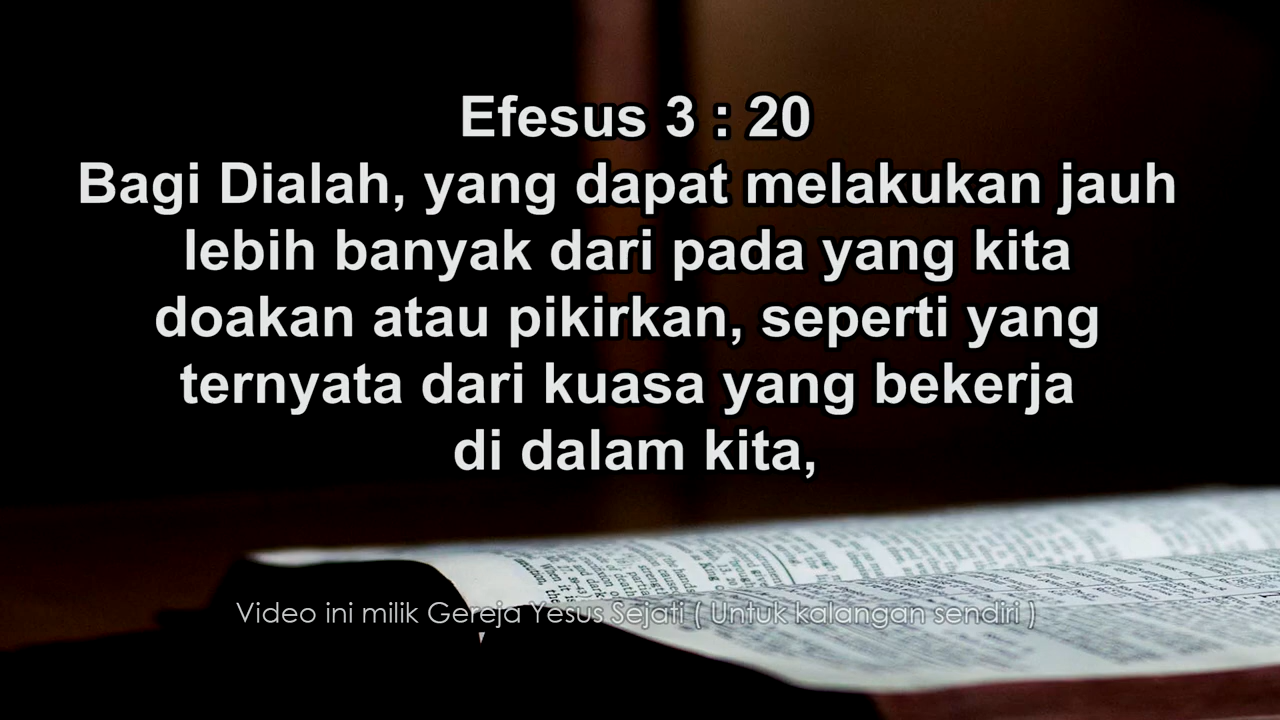 Efesus 3 : 20
Bagi Dialah, yang dapat melakukan jauh
lebih banyak dari pada yang kita
doakan atau pikirkan, seperti yang
ternyata dari kuasa yang bekerja
di dalam kita,
Video ini milik Gereja Yesus Sejati ( Untuk kalangan sendiri )